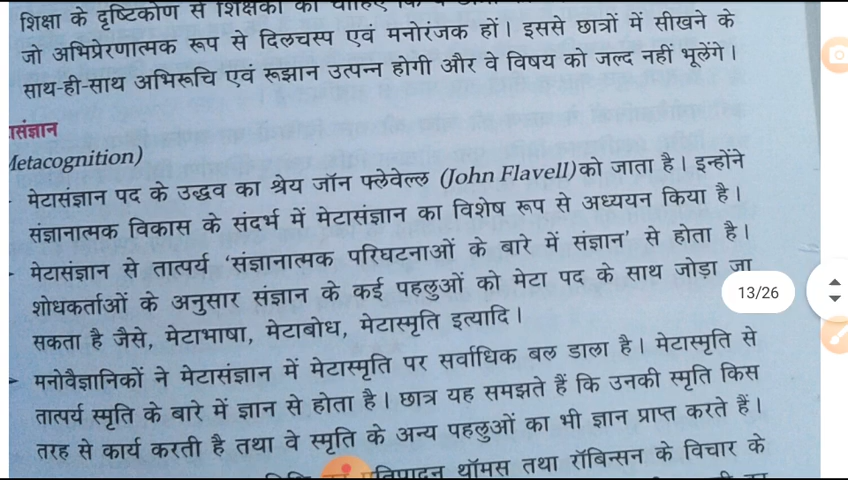 शिक्षा के दृष्टिकोण से शिक्षकों को चाहिए कि
जो अभिप्रेरणात्मक रूप से दिलचस्प एवं मनोरंजक हों। इससे छात्रों में सीखने के
साथ-ही-साथ अभिरूचि एवं रूझान उत्पन्न होगी और वे विषय को जल्द नहीं भूलेंगे।
टासंज्ञान
Metacognition)
मेटासंज्ञान पद के उद्भव का श्रेय जॉन फ्लेवेल्ल (John Flavell)को जाता है। इन्होंने
संज्ञानात्मक विकास के संदर्भ में मेटासंज्ञान का विशेष रूप से अध्ययन किया है।
मेटासंज्ञान से तात्पर्य 'संज्ञानात्मक परिघटनाओं के बारे में संज्ञान' से होता है।
शोधकर्ताओं के अनुसार संज्ञान के कई पहलुओं को मेटा पद के साथ जोड़ा जा
13/26
सकता है जैसे, मेटाभाषा, मेटाबोध, मेटास्मृति इत्यादि।
मनोवैज्ञानिकों ने मेटासंज्ञान में मेटास्मृति पर सर्वाधिक बल डाला है। मेटास्मृति से
तात्पर्य स्मृति के बारे में ज्ञान से होता है। छात्र यह समझते हैं कि उनकी स्मृति किस
तरह से कार्य करती है तथा वे स्मृति के अन्य पहलुओं का भी ज्ञान प्राप्त करते हैं।
प्रतिपादन थॉमस तथा रॉबिन्सन के विचार के